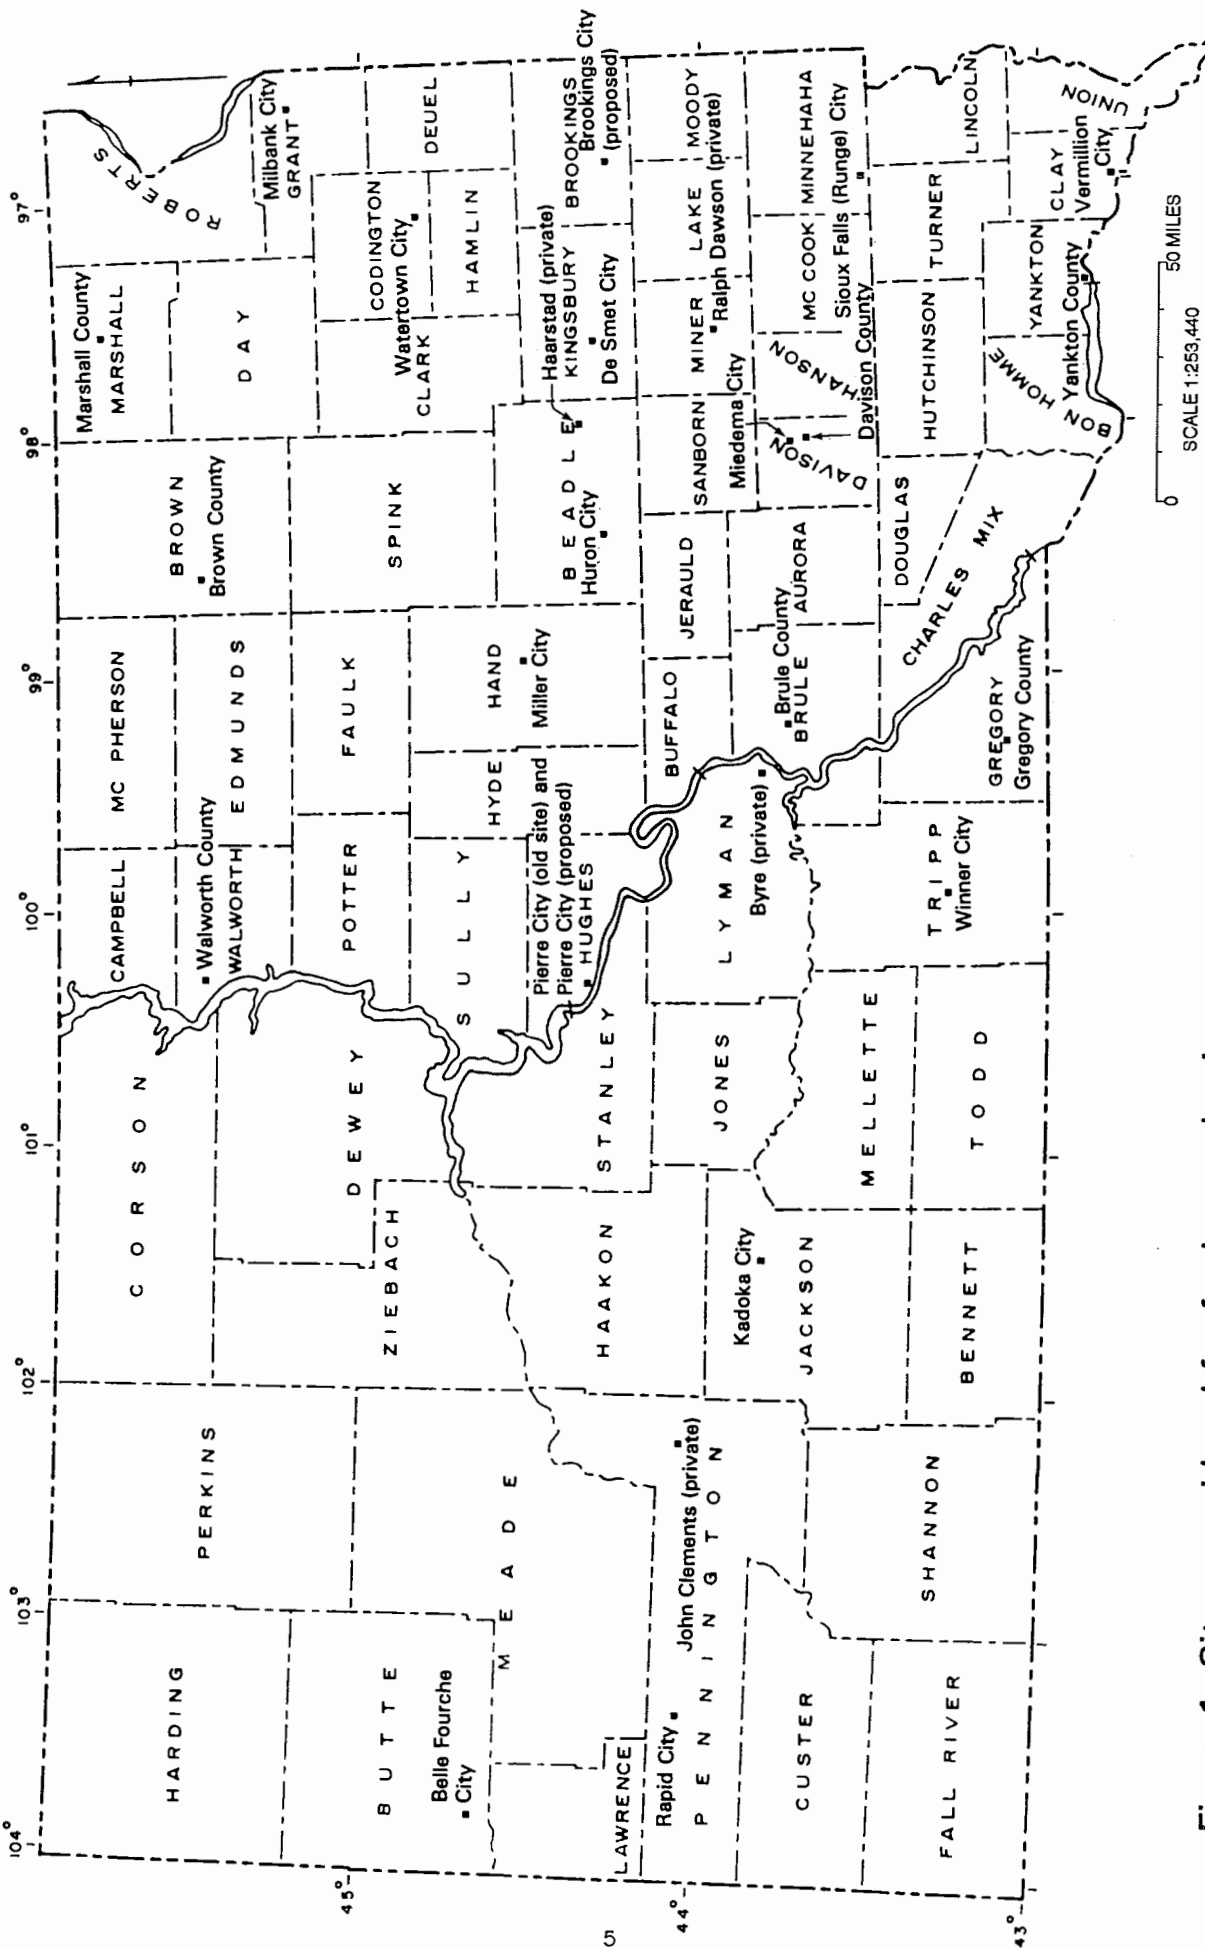 104°
103°
102°
101°
100°
99°
98°
97°
45°
44°
43°
HARDING
PERKINS
CORSON
CAMPBELL
MC PHERSON
BROWN
Brown County
Marshall County
MARSHALL
ROBERTS
Walworth County
WALWORTH
EDMUNDS
DAY
Milbank City
GRANT
BUTTE
Belle Fourche
City
ZIEBACH
DEWEY
POTTER
FAULK
SPINK
CLARK
CODINGTON
Watertown City
DEUEL
HAMLIN
MEADE
SULLY
HYDE
HAND
Miller City
BEADLE
Huron City
Haarstad (private)
KINGSBURY
De Smet City
BROOKINGS
Brookings City
(proposed)
LAWRENCE
HAAKON
STANLEY
Pierre City (old site) and
Pierre City (proposed)
HUGHES
Rapid City
John Clements (private)
PENNINGTON
Kadoka City
JACKSON
JONES
LYMAN
Byre (private)
BUFFALO
JERAULD
SANBORN
MINER
LAKE
MOODY
Ralph Dawson (private)
Miedema City
Brule County
BRULE
AURORA
DAVISON
Davison County
HANSON
MC COOK
MINNEHAHA
Sioux Falls (Runge) City
CUSTER
SHANNON
MELLETTE
TRIPP
Winner City
GREGORY
Gregory County
CHARLES MIX
DOUGLAS
HUTCHINSON
TURNER
LINCOLN
FALL RIVER
BENNETT
TODD
BON HOMME
YANKTON
Yankton County
CLAY
Vermillion
City
UNION
0
50 MILES
SCALE 1:253,440
5